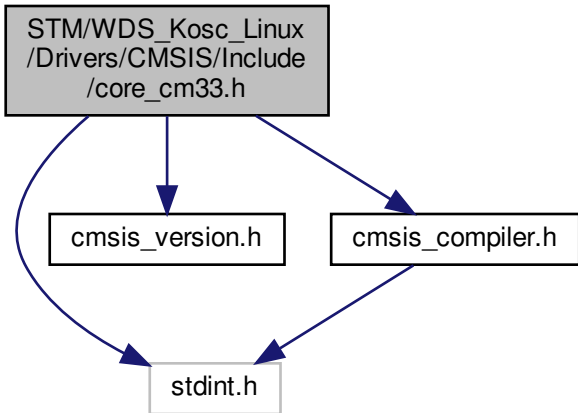 STM/WDS_Kosc_Linux
/Drivers/CMSIS/Include
/core_cm33.h
cmsis_version.h
cmsis_compiler.h
stdint.h